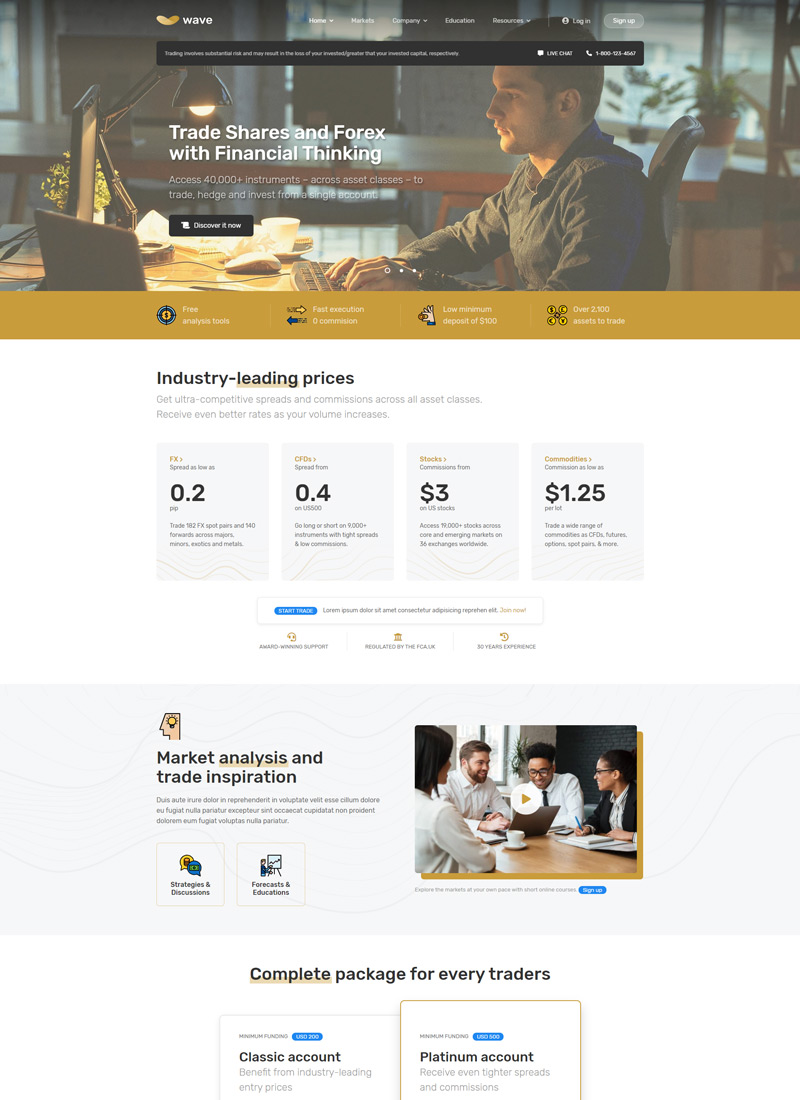 wave
Home
Markets
Company
Education
Resources
Log in
Sign up
Trading involves substantial risk and may result in the loss of your invested/greater that your invested capital, respectively.
LIVE CHAT
1-800-123-4567
Trade Shares and Forex
with Financial Thinking
Access 40,000+ instruments – across asset classes – to
trade, hedge and invest from a single account.
Discover it now
Free
analysis tools
Fast execution
0 commision
Low minimum
deposit of $100
Over 2,100
assets to trade
Industry-leading prices
Get ultra-competitive spreads and commissions across all asset classes.
Receive even better rates as your volume increases.
FX >
Spread as low as
0.2
pip
Trade 182 FX spot pairs and 140
forwards across majors,
minors, exotics and metals.
CFDs >
Spread from
0.4
on US500
Go long or short on 9,000+
instruments with tight spreads
& low commissions.
Stocks >
Commissions from
$3
on US stocks
Access 19,000+ stocks across
core and emerging markets on
36 exchanges worldwide.
Commodities >
Commission as low as
$1.25
per lot
Trade a wide range of
commodities as CFDs, futures,
options, spot pairs, & more.
START TRADE Lorem ipsum dolor sit amet consectetur adipisicing reprehen elit. Join now!
AWARD-WINNING SUPPORT
REGULATED BY THE FCA,UK
30 YEARS EXPERIENCE
Market analysis and
trade inspiration
Duis aute irure dolor in reprehenderit in voluptate velit esse cillum dolore
eu fugiat nulla pariatur excepteur sint occaecat cupidatat non proident
dolorem eum fugiat voluptas nulla pariatur.
Strategies &
Discussions
Forecasts &
Educations
Explore the markets at your own pace with short online courses. Sign up
Complete package for every traders
MINIMUM FUNDING USD 200
Classic account
Benefit from industry-leading
entry prices
MINIMUM FUNDING USD 500
Platinum account
Receive even tighter spreads
and commissions